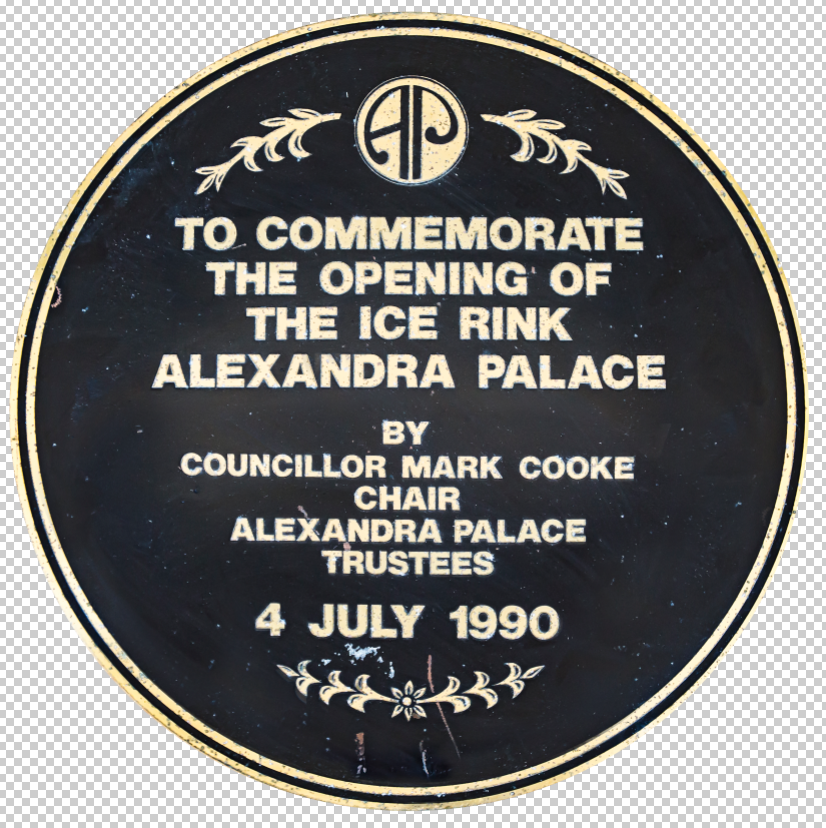 AP
TO COMMEMORATE
THE OPENING OF
THE ICE RINK
ALEXANDRA PALACE
BY
COUNCILLOR MARK COOKE
CHAIR
ALEXANDRA PALACE
TRUSTEES
4 JULY 1990